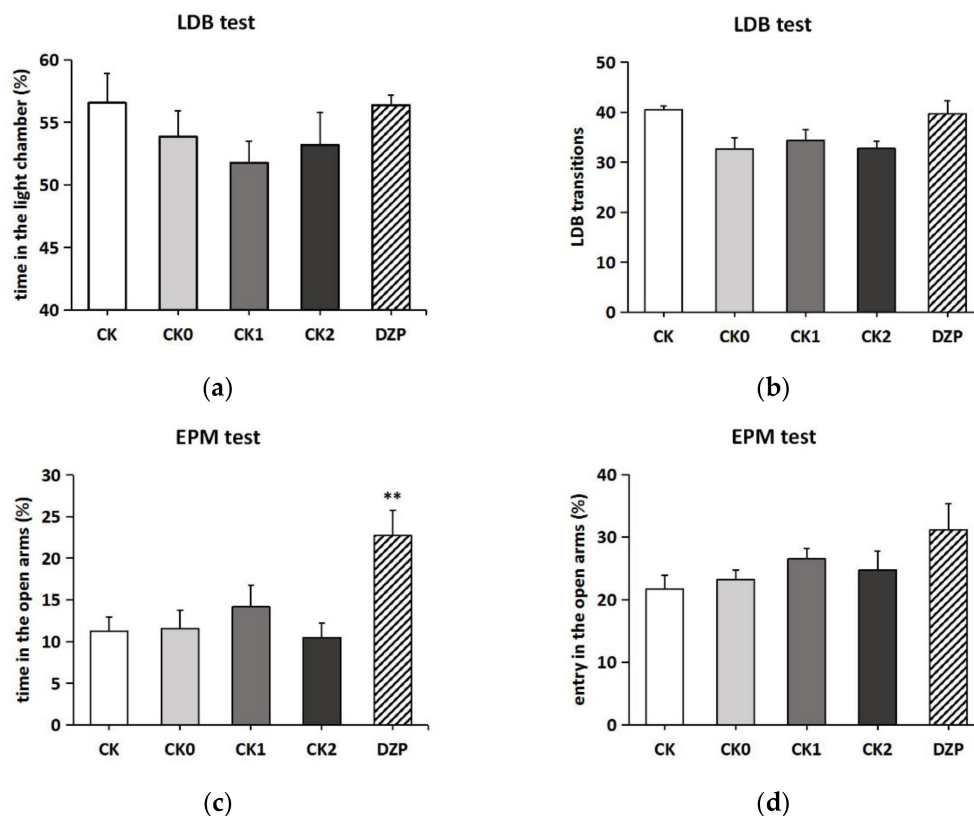 LDB test
time in the light chamber (%)
60
55
50
45
40
CK CK0 CK1 CK2 DZP
(a)
LDB test
LDB transitions
50
40
30
20
10
0
CK CK0 CK1 CK2 DZP
(b)
EPM test
time in the open arms (%)
30
25
20
15
10
5
0
**
CK CK0 CK1 CK2 DZP
(c)
EPM test
entry in the open arms (%)
40
30
20
10
0
CK CK0 CK1 CK2 DZP
(d)